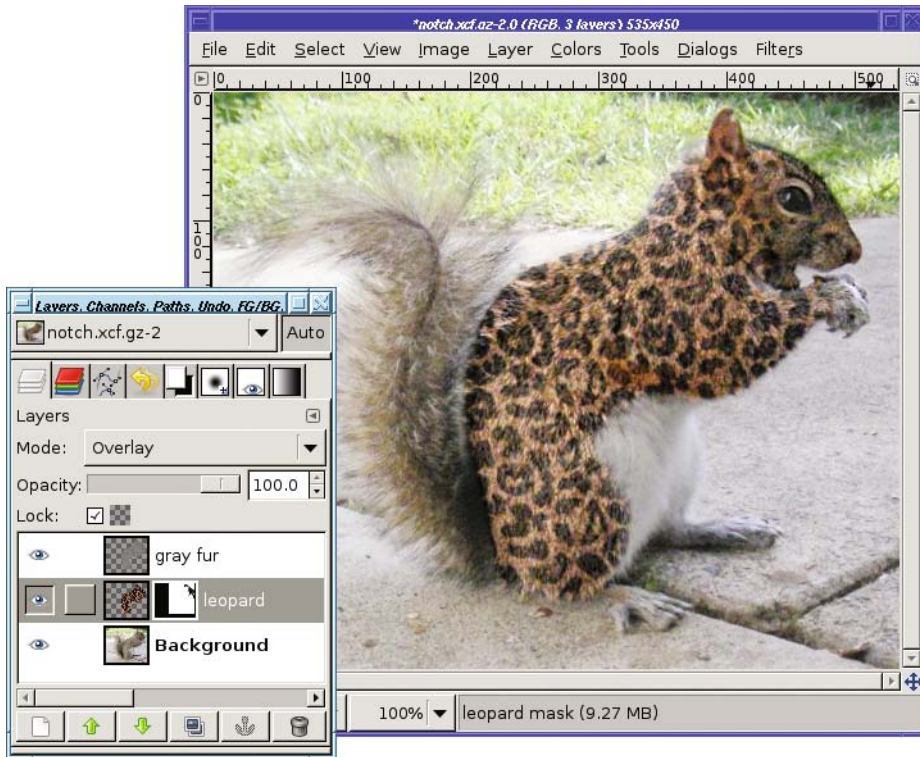 *notch.xcf.gz-2.0 (RGB, 3 layers) 535x450
File Edit Select View Image Layer Colors Tools Dialogs Filters
0 100 200 300 400 500
0
100
Layers, Channels, Paths, Undo, FG/BG,
notch.xcf.gz-2
Auto
Layers
Mode: Overlay
Opacity: 100.0
Lock:
gray fur
leopard
Background
100% leopard mask (9.27 MB)